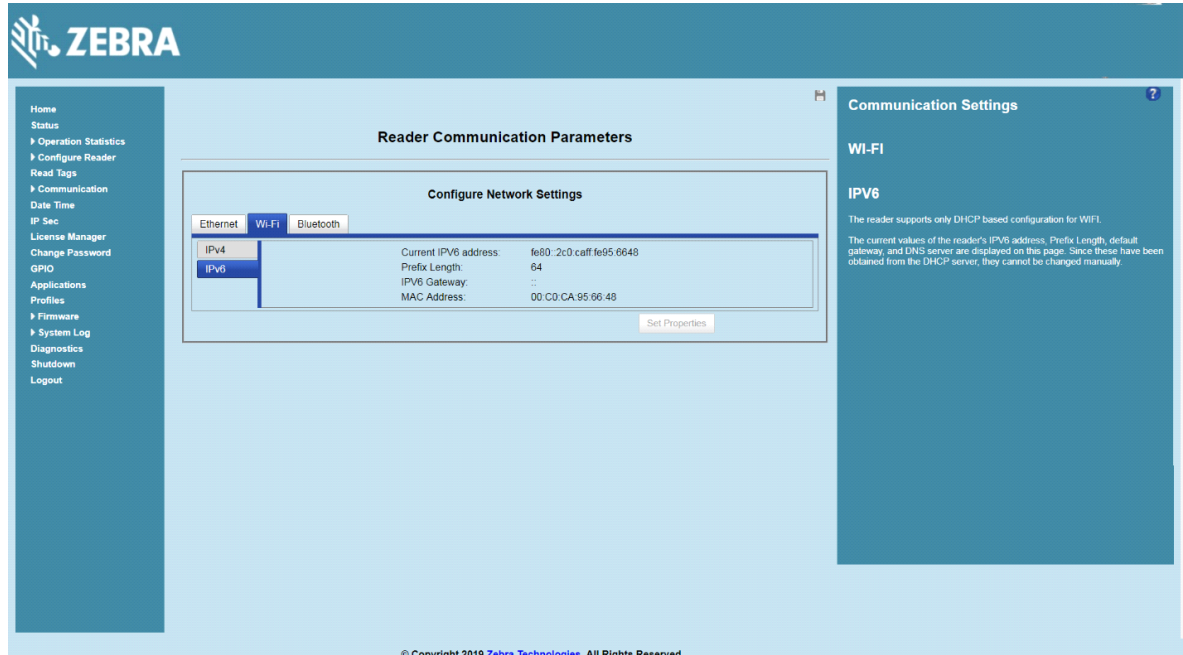 ZEBRA
Home
Status
Operation Statistics
Configure Reader
Read Tags
Communication
Date Time
IP Sec
License Manager
Change Password
GPIO
Applications
Profiles
Firmware
System Log
Diagnostics
Shutdown
Logout
Reader Communication Parameters
Configure Network Settings
Ethernet Wi-Fi Bluetooth
IPv4
IPv6
Current IPV6 address: fe80::2c0:caff:fe95:6648
Prefix Length: 64
IPV6 Gateway: ::
MAC Address: 00:C0:CA:95:66:48
Set Properties
?
Communication Settings
WI-FI
IPV6
The reader supports only DHCP based configuration for WIFI.
The current values of the reader's IPV6 address, Prefix Length, default
gateway, and DNS server are displayed on this page. Since these have been
obtained from the DHCP server, they cannot be changed manually.
© Copyright 2019 Zebra Technologies. All Rights Reserved.